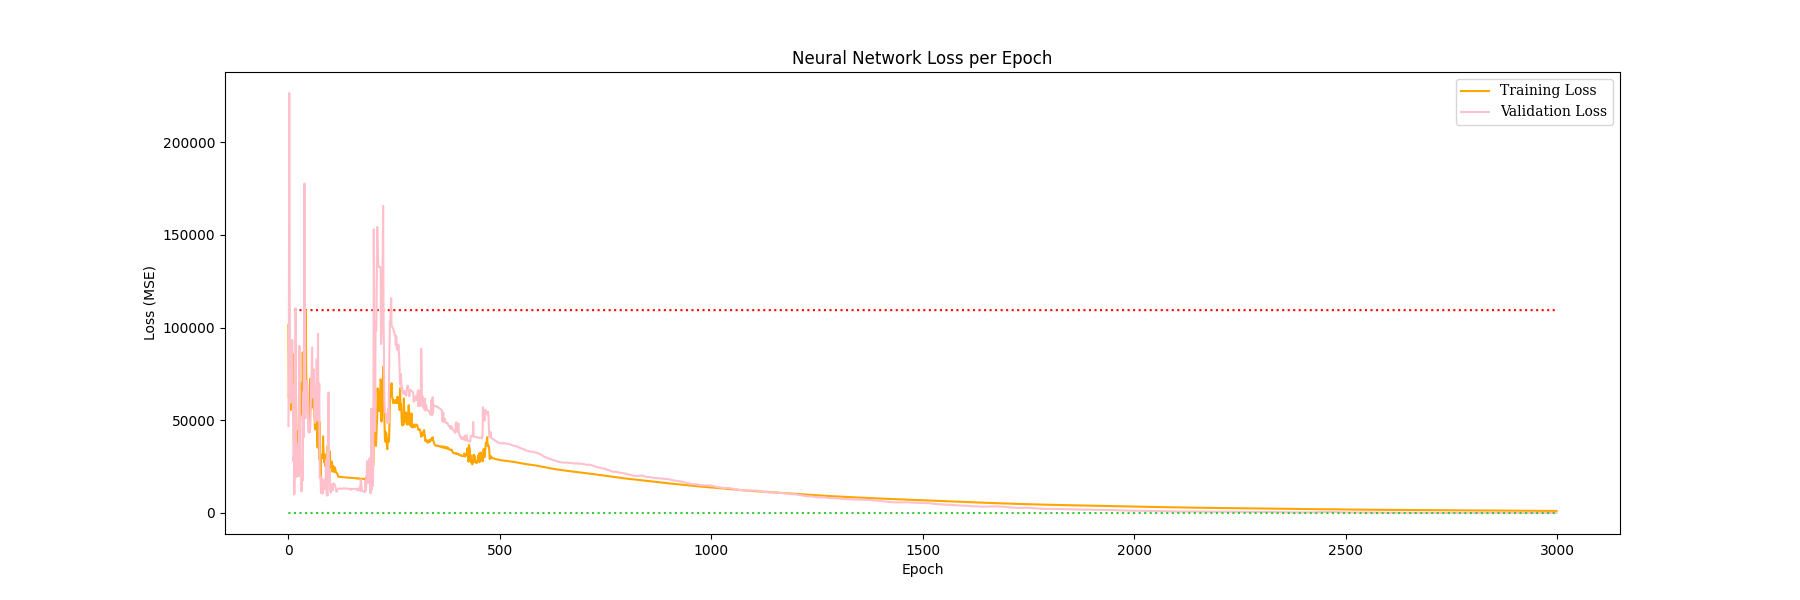 Neural Network Loss per Epoch
Training Loss
Validation Loss
200000
150000
100000
50000
0
Loss (MSE)
0 500 1000 1500 2000 2500 3000
Epoch